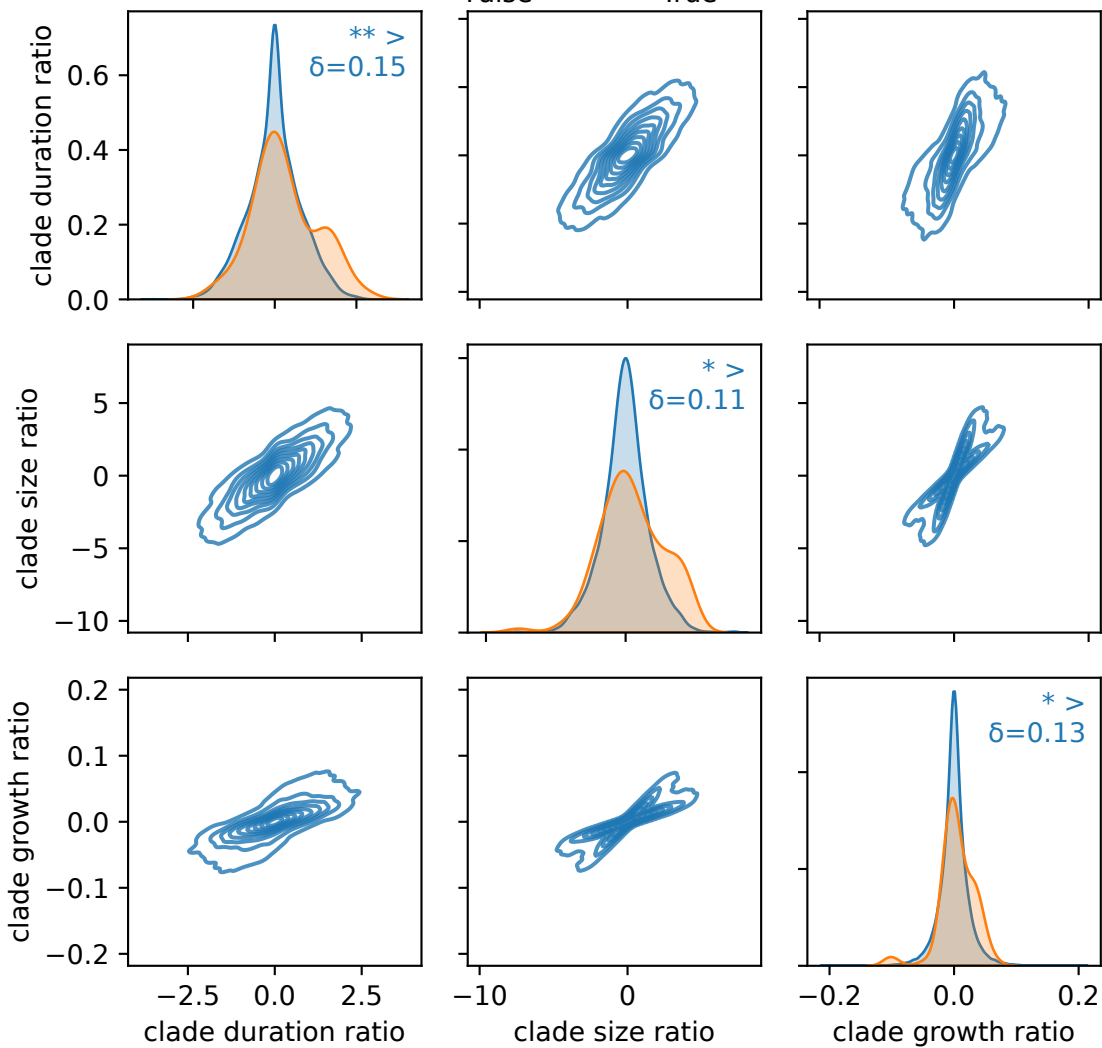 True
clade duration ratio
0.6
0.4
0.2
0.0
** >
δ=0.15
clade size ratio
5
0
−5
−10
* >
δ=0.11
clade growth ratio
0.2
0.1
0.0
−0.1
−0.2
* >
δ=0.13
−2.5
0.0
2.5
−10
0
−0.2
0.0
0.2
clade duration ratio
clade size ratio
clade growth ratio